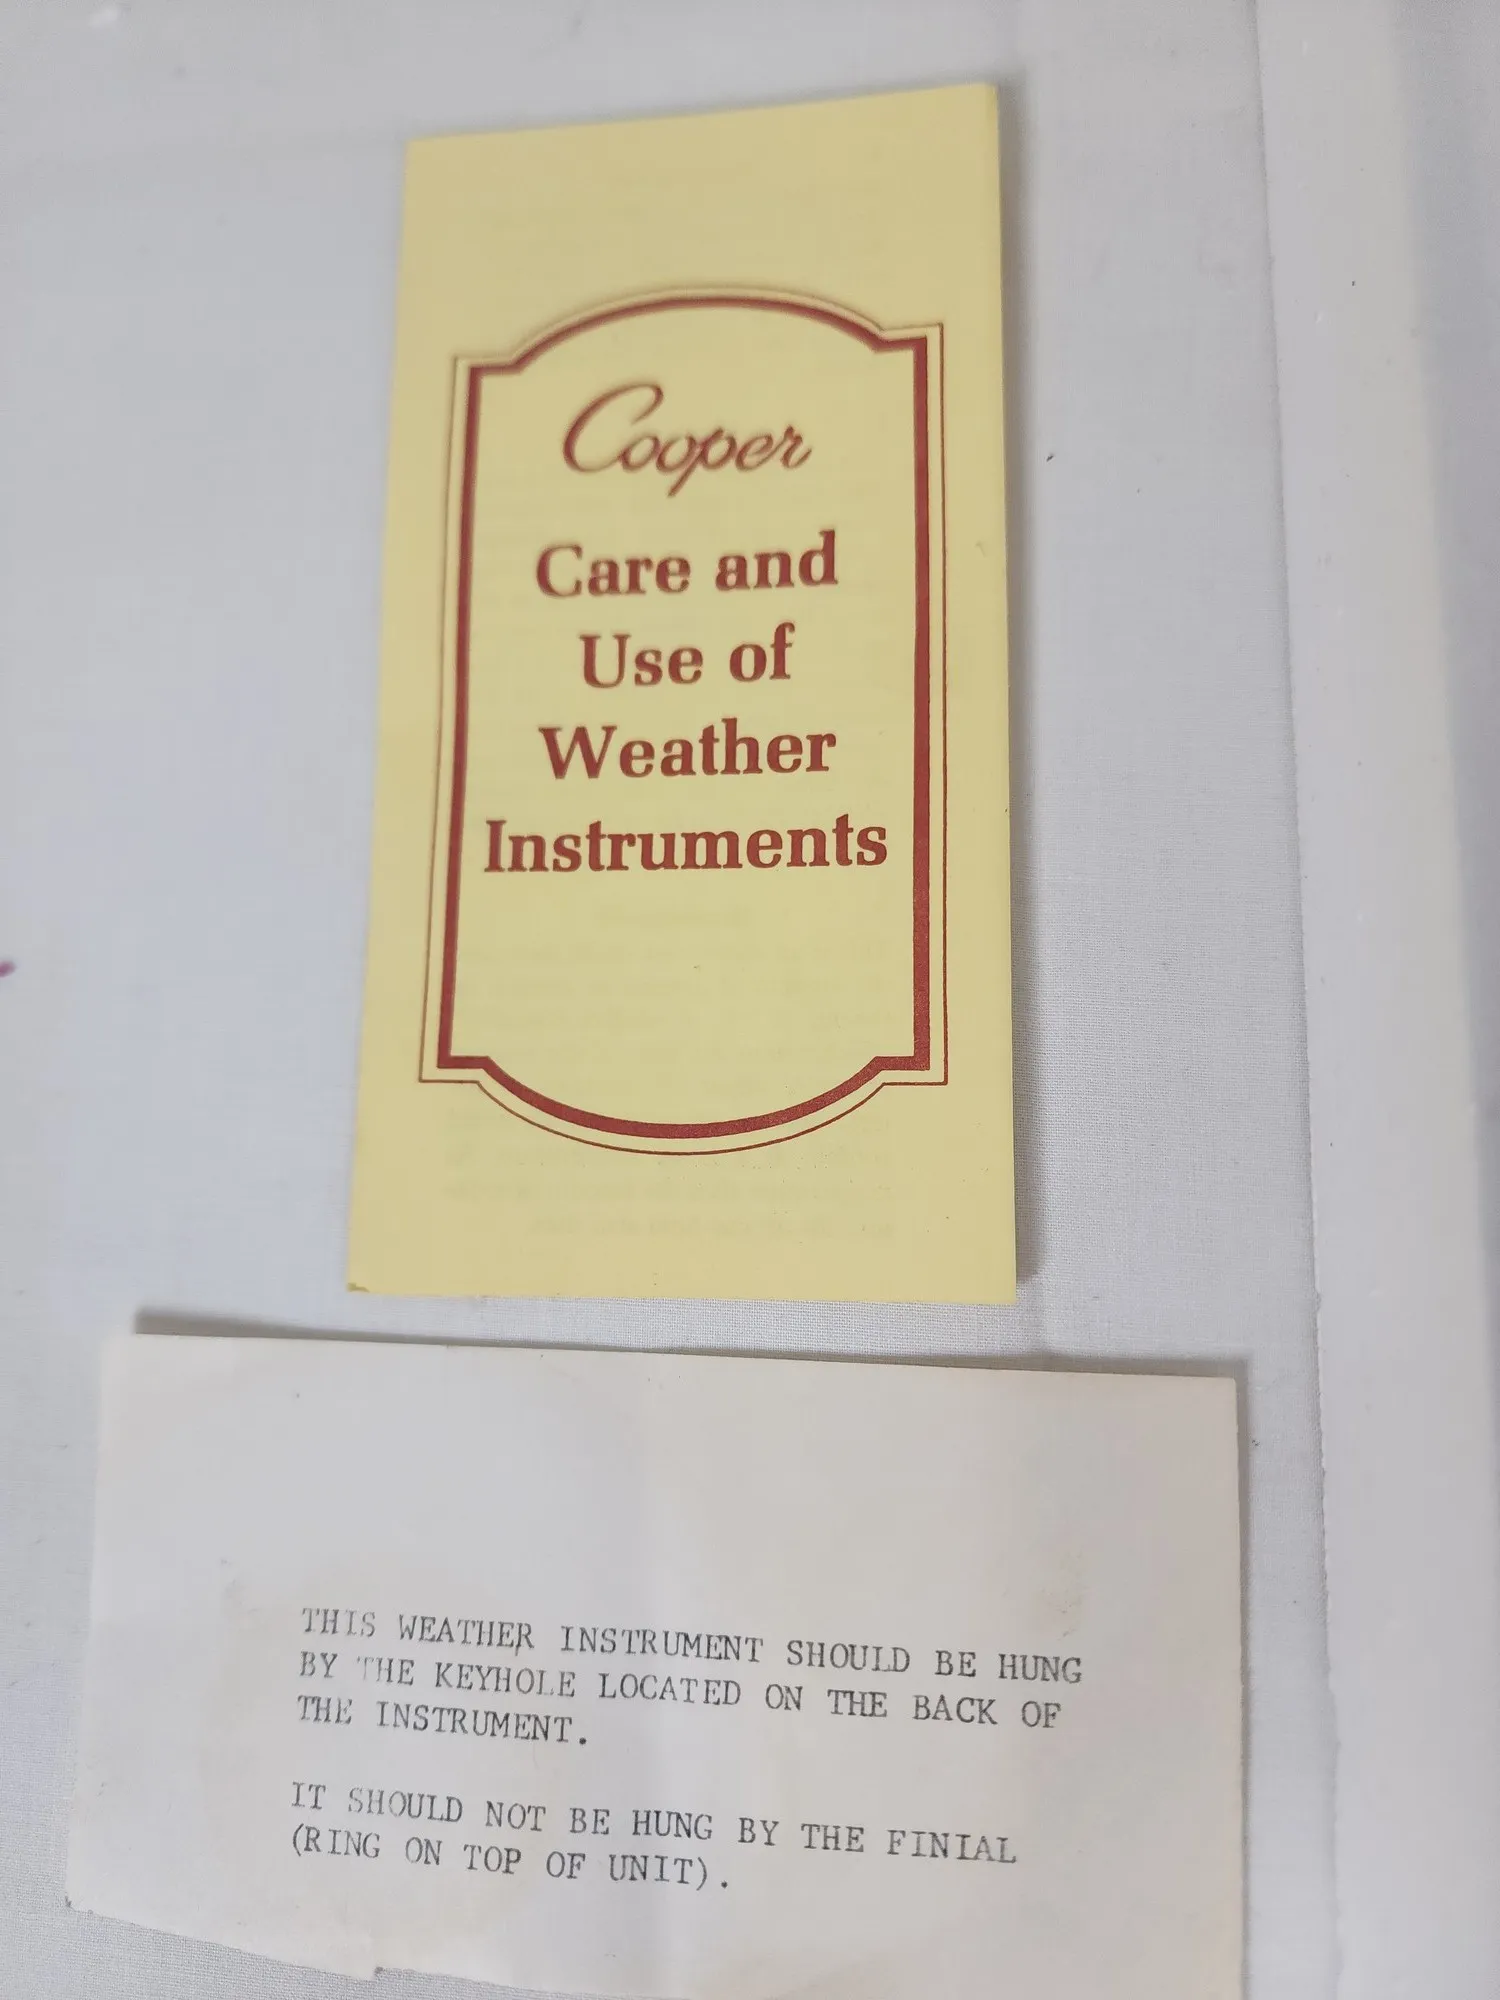 Cooper
Care and
Use of
Weather
Instruments
THIS WEATHER INSTRUMENT SHOULD BE HUNG
BY THE KEYHOLE LOCATED ON THE BACK OF
THE INSTRUMENT.
IT SHOULD NOT BE HUNG BY THE FINIAL
(RING ON TOP OF UNIT).